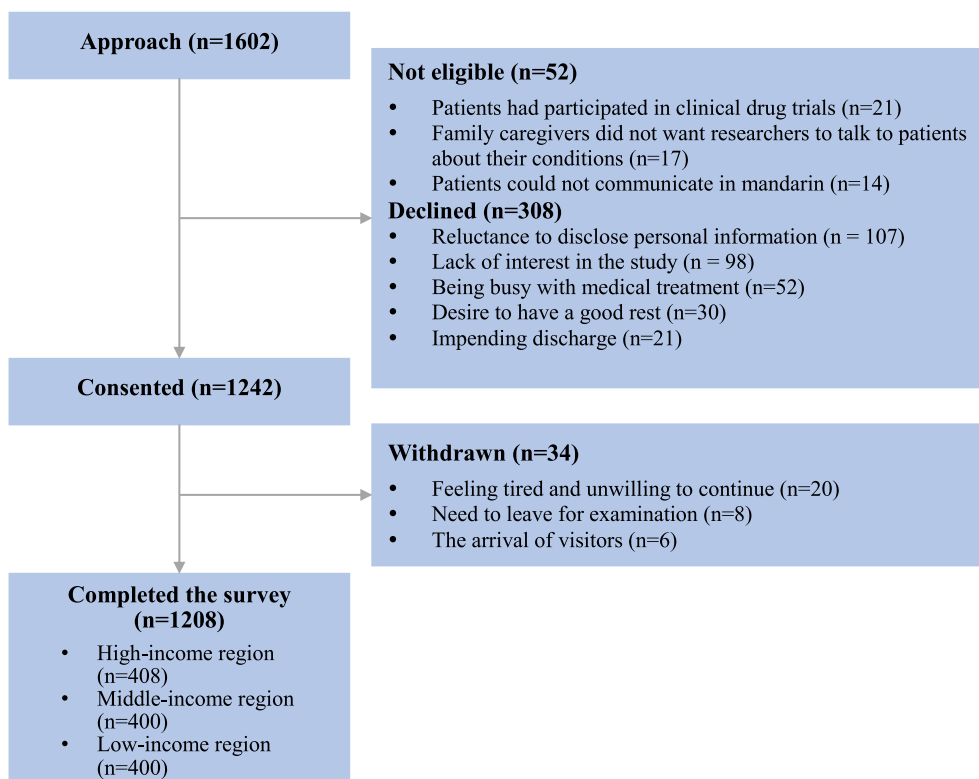 Approach (n=1602)
Not eligible (n=52)
• Patients had participated in clinical drug trials (n=21)
• Family caregivers did not want researchers to talk to patients
about their conditions (n=17)
• Patients could not communicate in mandarin (n=14)
Declined (n=308)
• Reluctance to disclose personal information (n = 107)
• Lack of interest in the study (n = 98)
• Being busy with medical treatment (n=52)
• Desire to have a good rest (n=30)
• Impending discharge (n=21)
Consented (n=1242)
Withdrawn (n=34)
• Feeling tired and unwilling to continue (n=20)
• Need to leave for examination (n=8)
• The arrival of visitors (n=6)
Completed the survey
(n=1208)
• High-income region
(n=408)
• Middle-income region
(n=400)
• Low-income region
(n=400)